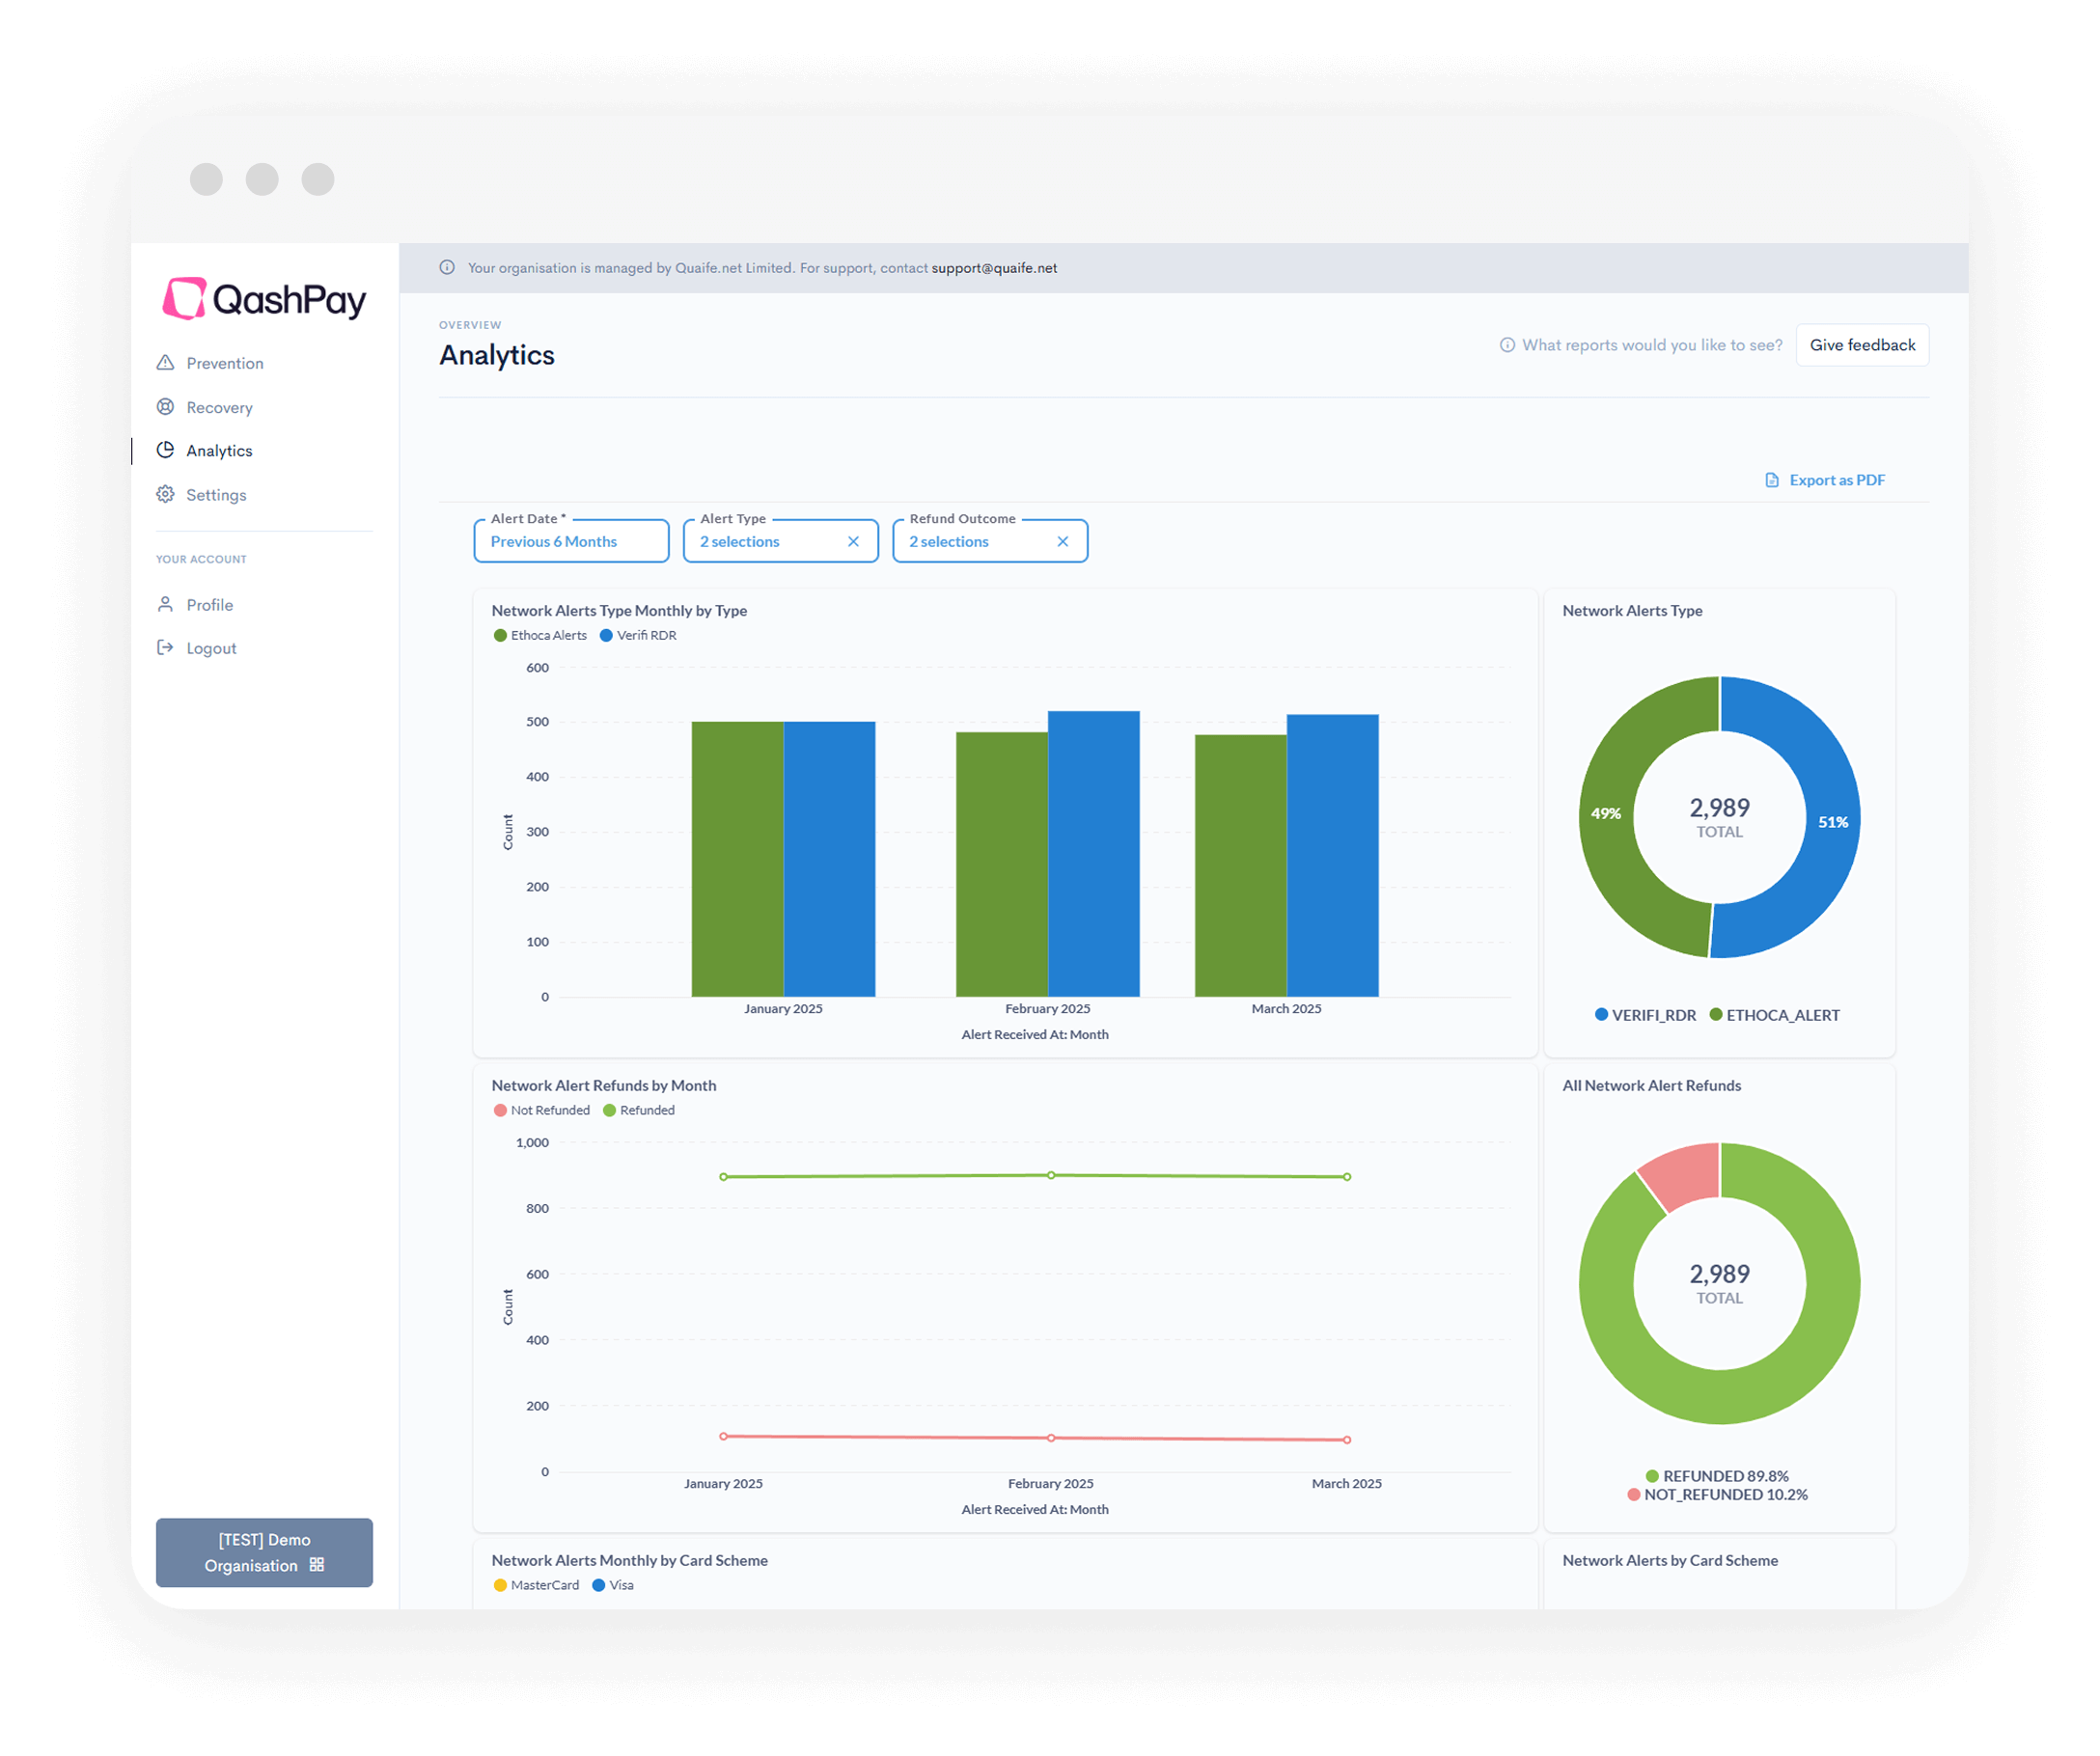 QashPay
Prevention
Recovery
Analytics
Settings
YOUR ACCOUNT
Profile
Logout
[TEST] Demo
Organisation
Your organisation is managed by Quaife.net Limited. For support, contact support@quaife.net
OVERVIEW
Analytics
What reports would you like to see?
Give feedback
Export as PDF
Alert Date *
Previous 6 Months
Alert Type
2 selections
Refund Outcome
2 selections
Network Alerts Type Monthly by Type
Ethoca Alerts Verifi RDR
600
500
400
300
200
100
0
Count
January 2025 February 2025 March 2025
Alert Received At: Month
Network Alerts Type
49%
51%
2,989
TOTAL
VERIFI_RDR ETHOCA_ALERT
Network Alert Refunds by Month
Not Refunded Refunded
1,000
800
600
400
200
0
Count
January 2025 February 2025 March 2025
Alert Received At: Month
All Network Alert Refunds
2,989
TOTAL
REFUNDED 89.8%
NOT_REFUNDED 10.2%
Network Alerts Monthly by Card Scheme
MasterCard Visa
Network Alerts by Card Scheme